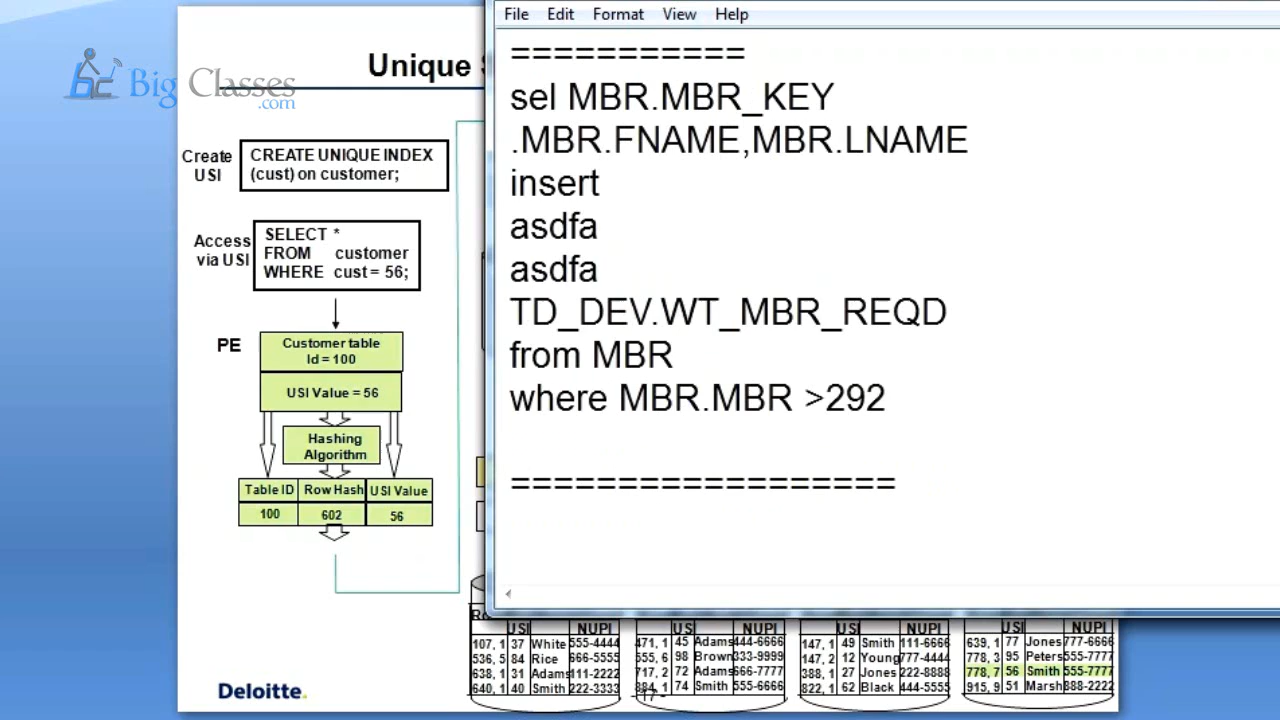 File Edit Format View Help
===========
sel MBR.MBR_KEY
.MBR.FNAME,MBR.LNAME
insert
asdfa
asdfa
TD_DEV.WT_MBR_REQD
from MBR
where MBR.MBR >292
==================
Big Classes
.com
Unique
Create
USI
CREATE UNIQUE INDEX
(cust) on customer;
Access
via USI
SELECT *
FROM customer
WHERE cust = 56;
PE
Customer table
Id = 100
USI Value = 56
Hashing
Algorithm
Table ID Row Hash USI Value
100 602 56
USI NUPI
107, 1 37 White 555-4444
536, 5 84 Rice 666-5555
638, 1 31 Adams 111-2222
640, 1 40 Smith 222-3333
USI NUPI
471, 1 45 Adams 444-6666
555, 6 98 Brown 333-9999
717, 2 72 Adams 666-7777
884, 1 74 Smith 555-6666
USI NUPI
147, 1 49 Smith 111-6666
147, 2 12 Young 777-4444
388, 1 27 Jones 222-8888
822, 1 62 Black 444-5555
USI NUPI
639, 1 77 Jones 777-6666
778, 3 95 Peters 555-7777
778, 7 56 Smith 555-7777
915, 9 51 Marsh 888-2222
Deloitte.
- 17 -